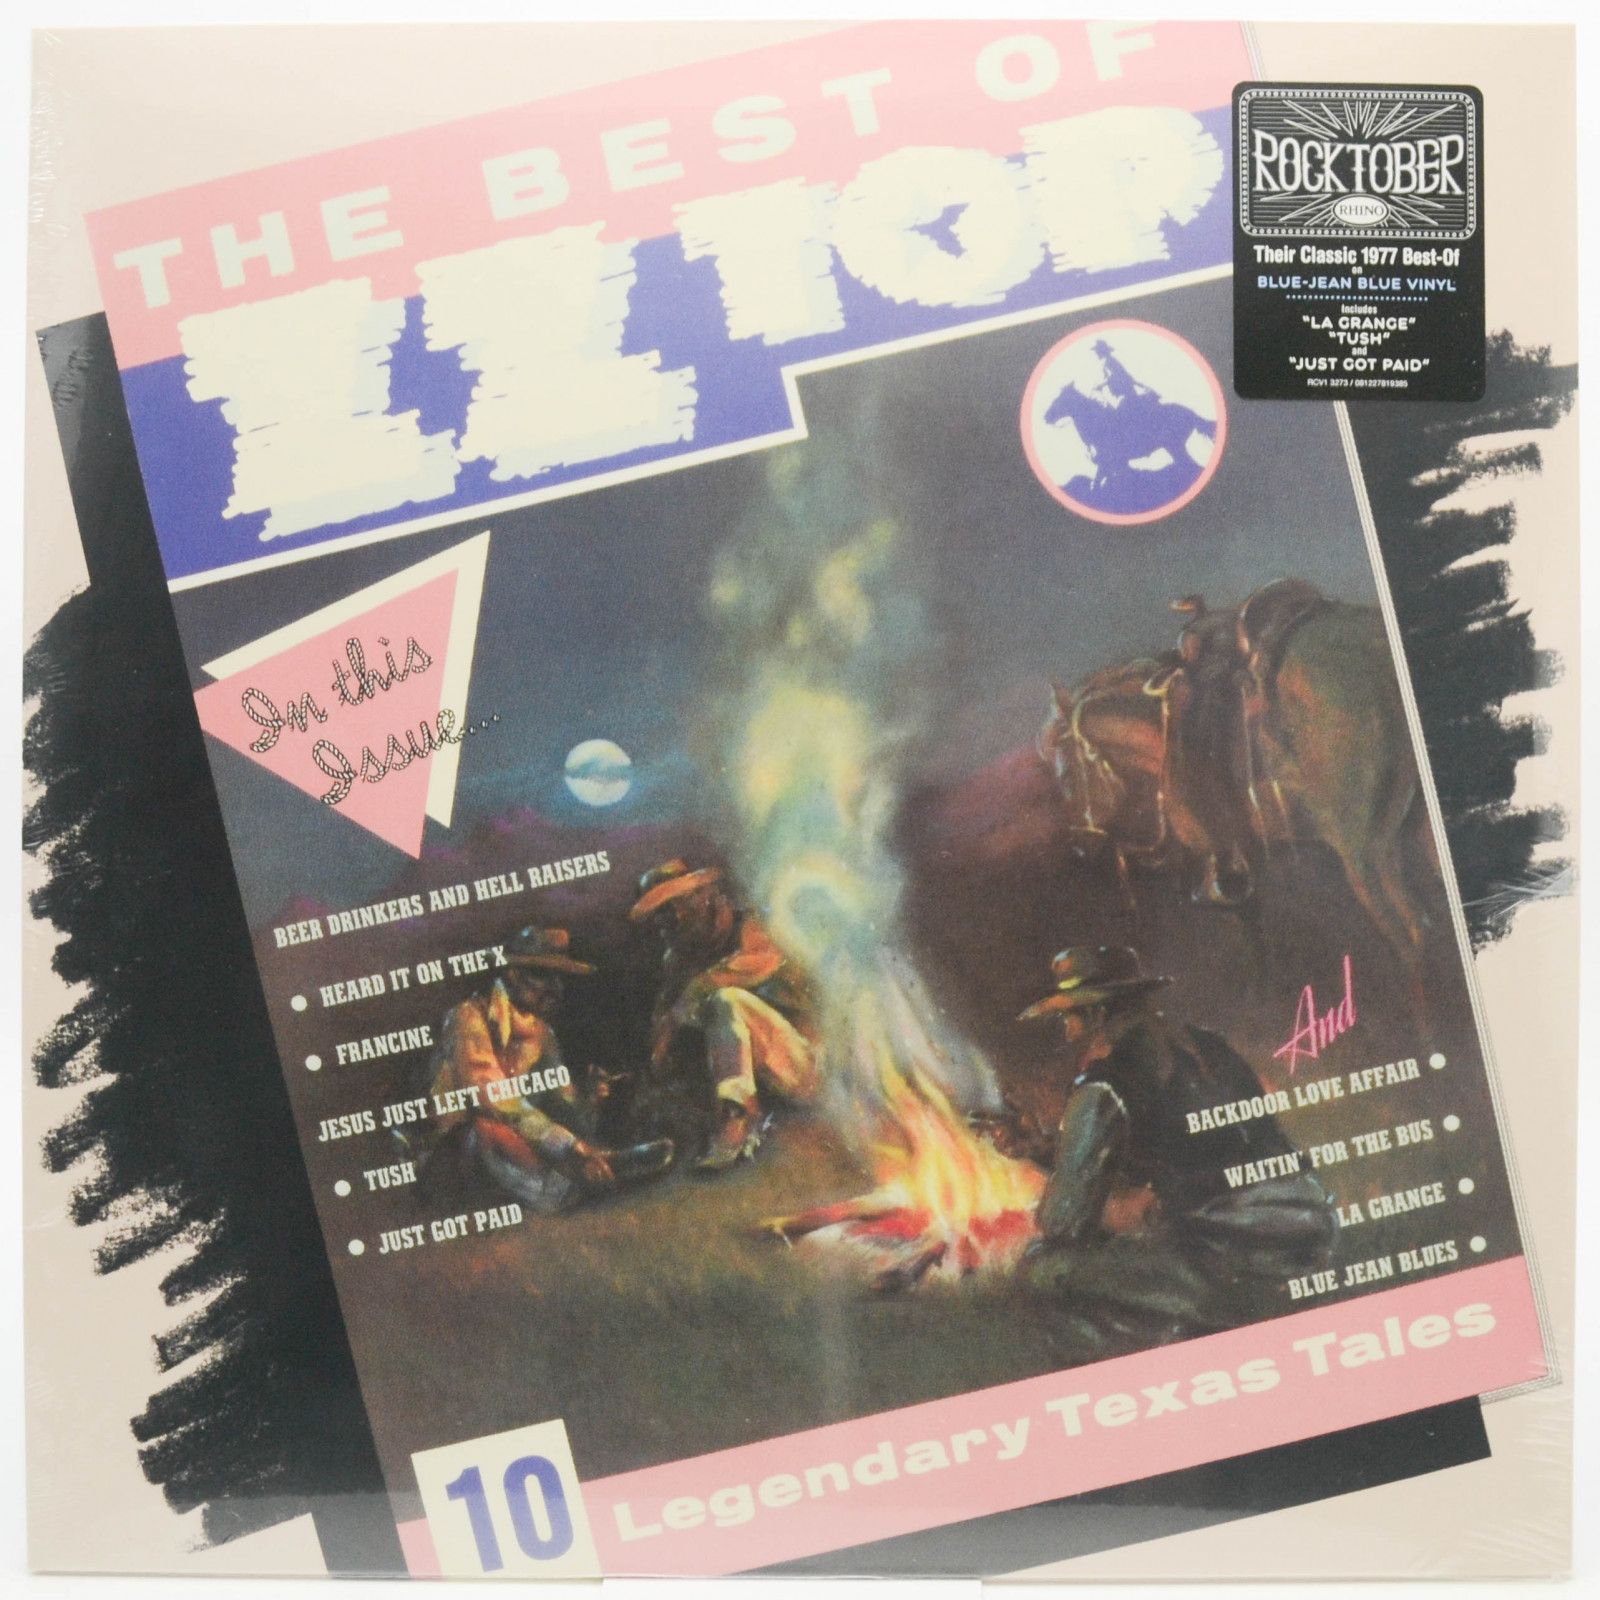 THE BEST OF
ZZ TOP
ROCKTOBER
RHINO
Their Classic 1977 Best-Of
on
BLUE-JEAN BLUE VINYL
Includes
"LA GRANGE"
"TUSH"
and
"JUST GOT PAID"
RCV1 3273 / 081227819385
In this
Issue...
BEER DRINKERS AND HELL RAISERS
• HEARD IT ON THE X
• FRANCINE
JESUS JUST LEFT CHICAGO
• TUSH
• JUST GOT PAID
And
BACKDOOR LOVE AFFAIR •
WAITIN' FOR THE BUS •
LA GRANGE •
BLUE JEAN BLUES •
10 Legendary Texas Tales